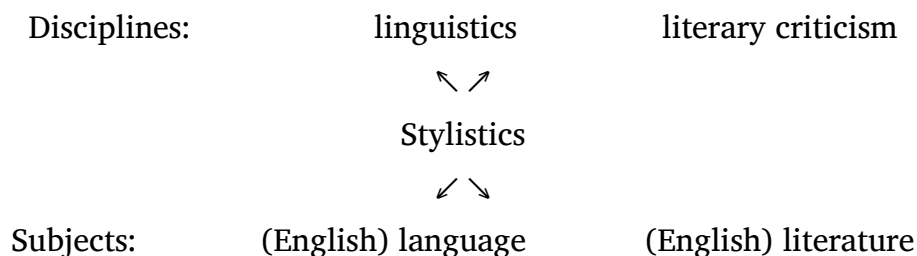 Disciplines: linguistics literary criticism
↖ ↗
Stylistics
↙ ↘
Subjects: (English) language (English) literature